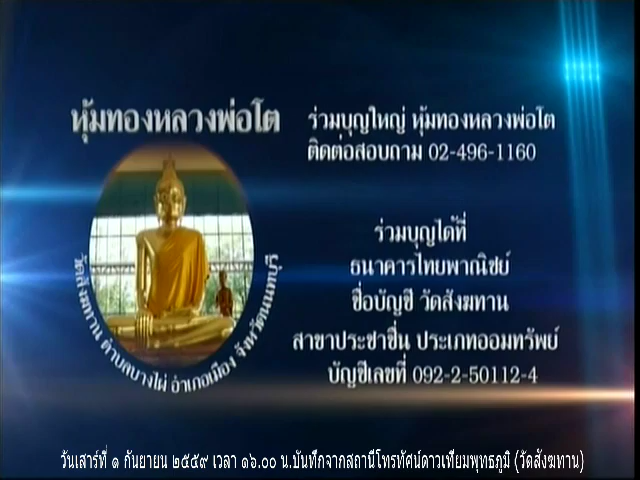 หุ้มทองหลวงพ่อโต
ร่วมบุญใหญ่ หุ้มทองหลวงพ่อโต
ติดต่อสอบถาม 02-496-1160
ร่วมบุญได้ที่
ธนาคารไทยพาณิชย์
ชื่อบัญชี วัดสังฆทาน
สาขาประชาชื่น ประเภทออมทรัพย์
บัญชีเลขที่ 092-2-50112-4
วัดสังฆทาน ตำบลบางไผ่ อำเภอเมือง จังหวัดนนทบุรี
วันเสาร์ที่ ๑ กันยายน ๒๕๕๙ เวลา ๑๖.๐๐ น.บันทึกจากสถานีโทรทัศน์ดาวเทียมพุทธภูมิ (วัดสังฆทาน)